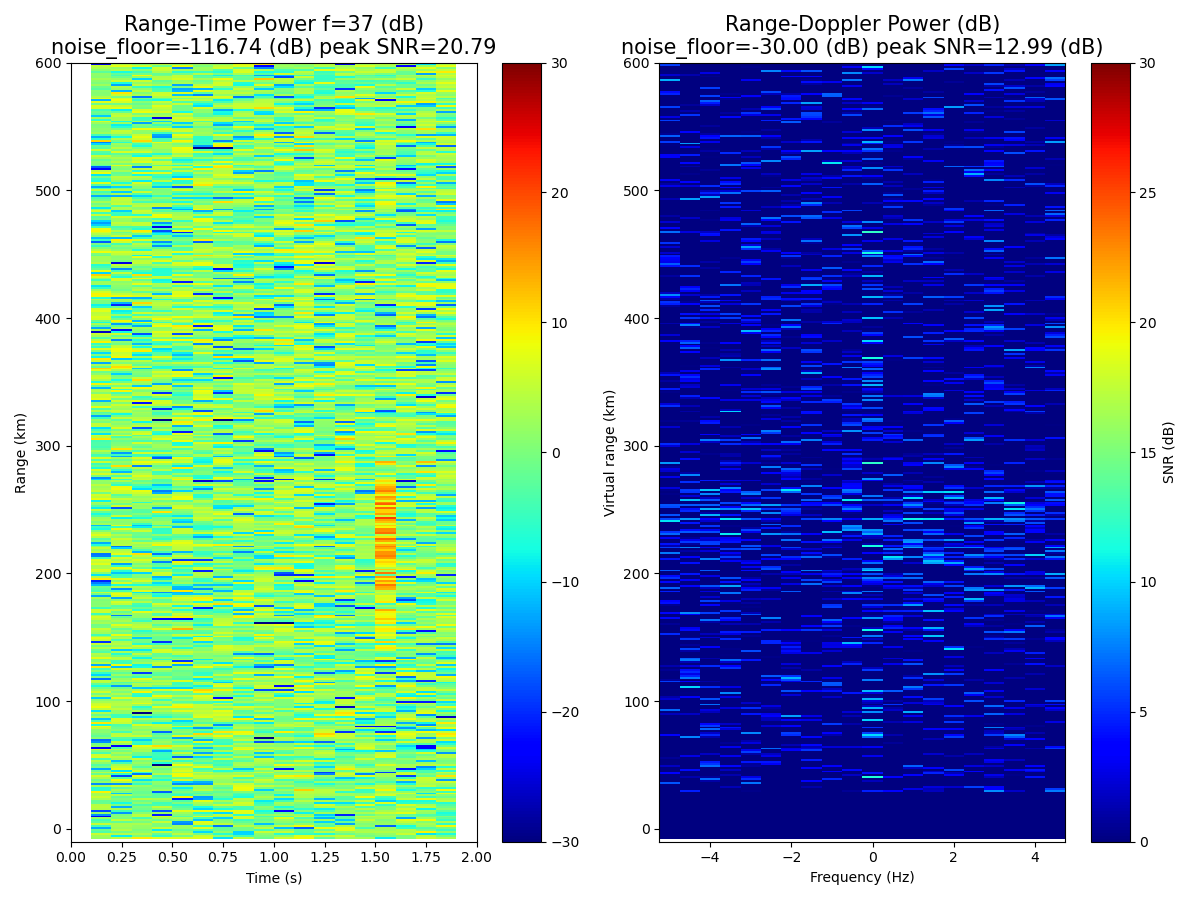 Range-Time Power f=37 (dB)
noise_floor=-116.74 (dB) peak SNR=20.79
600
500
400
300
200
100
0
Range (km)
0.00 0.25 0.50 0.75 1.00 1.25 1.50 1.75 2.00
Time (s)
30
20
10
0
−10
−20
−30
Range-Doppler Power (dB)
noise_floor=-30.00 (dB) peak SNR=12.99 (dB)
600
500
400
300
200
100
0
Virtual range (km)
−4 −2 0 2 4
Frequency (Hz)
30
25
20
15
10
5
0
SNR (dB)